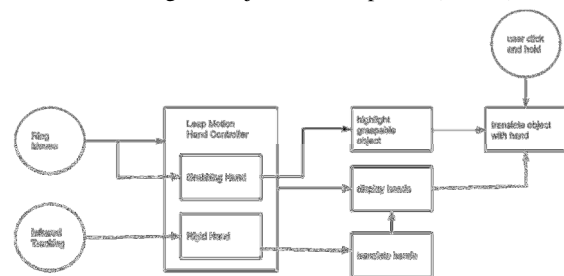 user click
and hold
Leap Motion
Hand Controller
highlight
graspable
object
translate object
with hand
Ring
Mouse
Grabbing Hand
display hands
Infrared
Tracking
Rigid Hand
translate hands